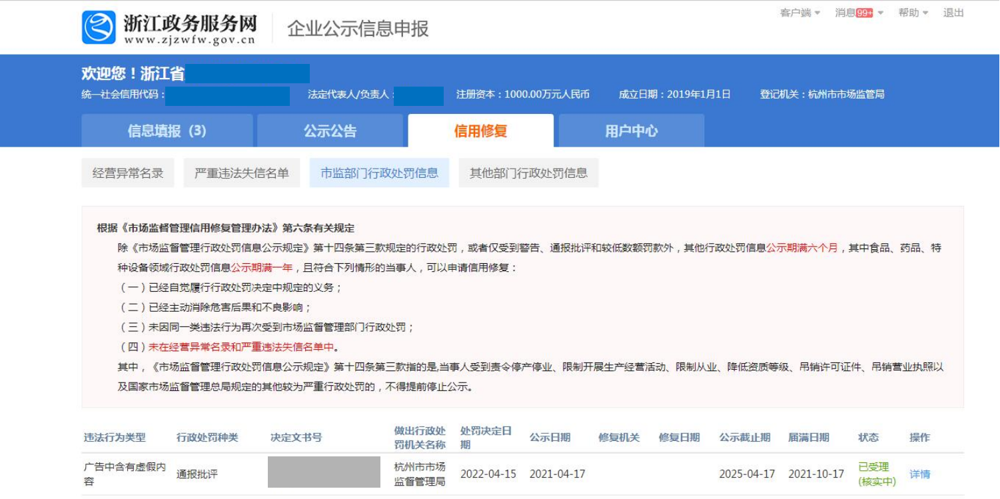 浙江政务服务网
www.zjzwfw.gov.cn
企业公示信息申报
客户端 消息 99+ 帮助 退出
欢迎您！浙江省
统一社会信用代码： 法定代表人/负责人： 注册资本：1000.00万元人民币 成立日期：2019年1月1日 登记机关：杭州市市场监管局
信息填报（3） 公示公告 信用修复 用户中心
经营异常名录 严重违法失信名单 市监部门行政处罚信息 其他部门行政处罚信息
根据《市场监督管理信用修复管理办法》第六条有关规定
除《市场监督管理行政处罚信息公示规定》第十四条第三款规定的行政处罚，或者仅受到警告、通报批评和较低数额罚款外，其他行政处罚信息公示期满六个月，其中食品、药品、特
种设备领域行政处罚信息公示期满一年，且符合下列情形的当事人，可以申请信用修复：
（一）已经自觉履行行政处罚决定中规定的义务；
（二）已经主动消除危害后果和不良影响；
（三）未因同一类违法行为再次受到市场监督管理部门行政处罚；
（四）未在经营异常名录和严重违法失信名单中。
其中，《市场监督管理行政处罚信息公示规定》第十四条第三款指的是,当事人受到责令停产停业、限制开展生产经营活动、限制从业、降低资质等级、吊销许可证件、吊销营业执照以
及国家市场监督管理总局规定的其他较为严重行政处罚的，不得提前停止公示。
违法行为类型 行政处罚种类 决定文书号 做出行政处罚机关名称 处罚决定日期 公示日期 修复机关 修复日期 公示截止期 届满日期 状态 操作
广告中含有虚假内容 通报批评 杭州市市场监督管理局 2022-04-15 2021-04-17 2025-04-17 2021-10-17 已受理(核实中) 详情